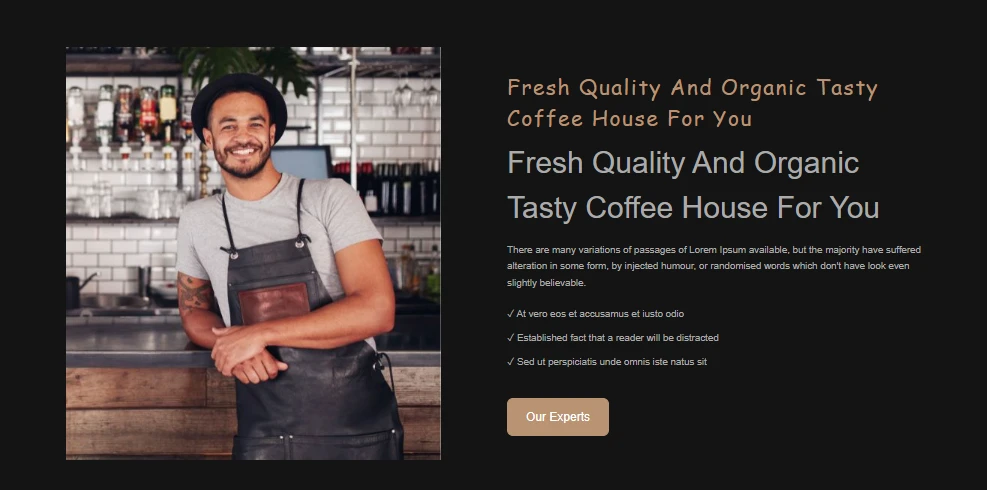 Fresh Quality And Organic Tasty
Coffee House For You
Fresh Quality And Organic
Tasty Coffee House For You
There are many variations of passages of Lorem Ipsum available, but the majority have suffered
alteration in some form, by injected humour, or randomised words which don't have look even
slightly believable.
✓ At vero eos et accusamus et iusto odio
✓ Established fact that a reader will be distracted
✓ Sed ut perspiciatis unde omnis iste natus sit
Our Experts